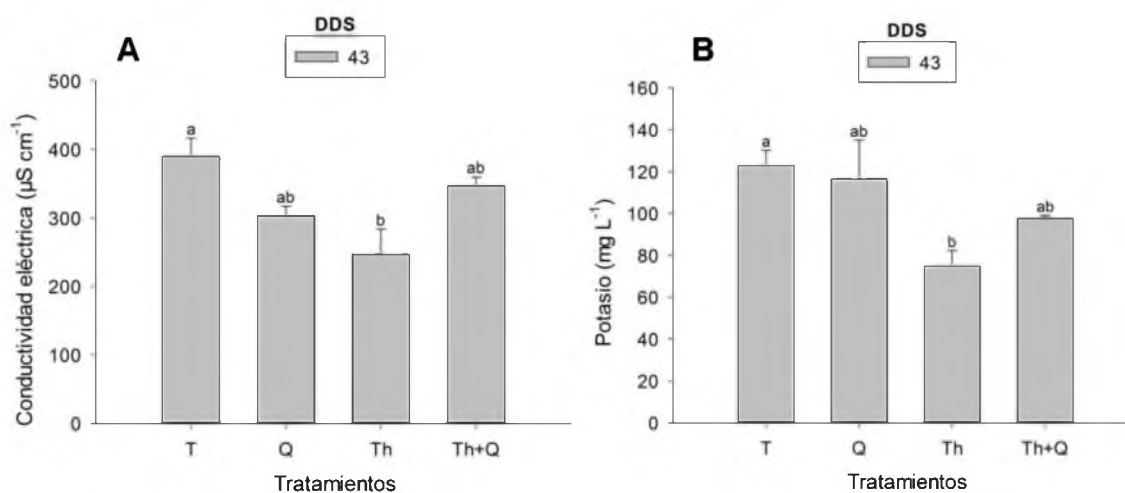 A
DDS
43
500
400
300
200
100
0
Conductividad eléctrica (µS cm⁻¹)
a
ab
b
ab
T Q Th Th+Q
Tratamientos
B
DDS
43
160
140
120
100
80
60
40
20
0
Potasio (mg L⁻¹)
a
ab
b
ab
T Q Th Th+Q
Tratamientos